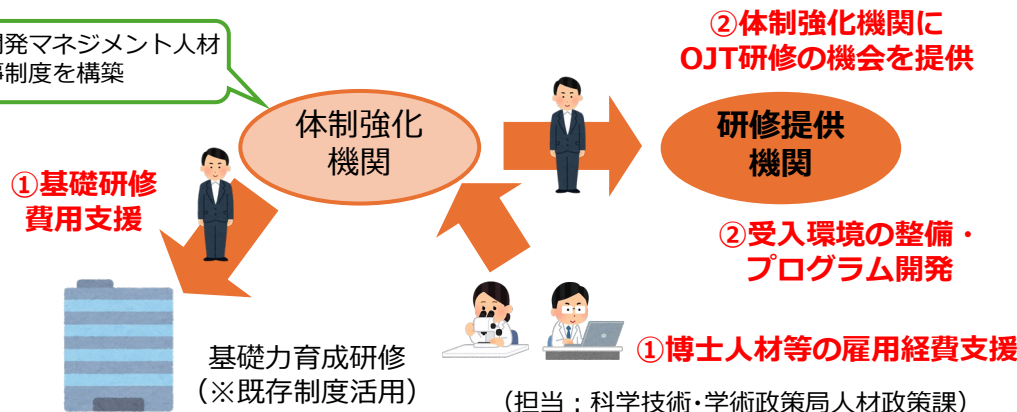 発マネジメント人材
制度を構築
体制強化
機関
②体制強化機関に
OJT研修の機会を提供
研修提供
機関
①基礎研修
費用支援
②受入環境の整備・
プログラム開発
①博士人材等の雇用経費支援
基礎力育成研修
（※既存制度活用）
（担当：科学技術・学術政策局人材政策課）